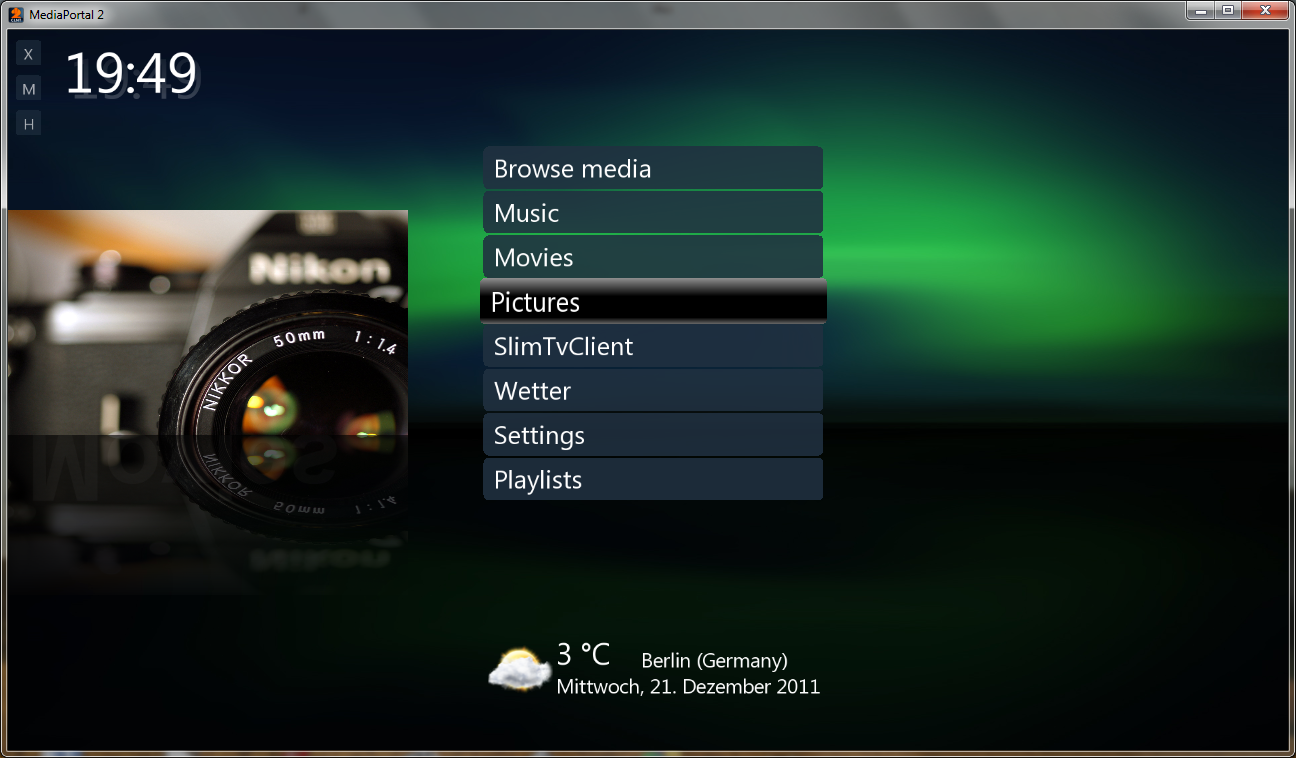 MediaPortal 2
X
19:49
M
H
Browse media
Music
Movies
Pictures
SlimTvClient
Wetter
Settings
Playlists
Nikon
50mm 1:1.4
NIKKOR
3 °C Berlin (Germany)
Mittwoch, 21. Dezember 2011